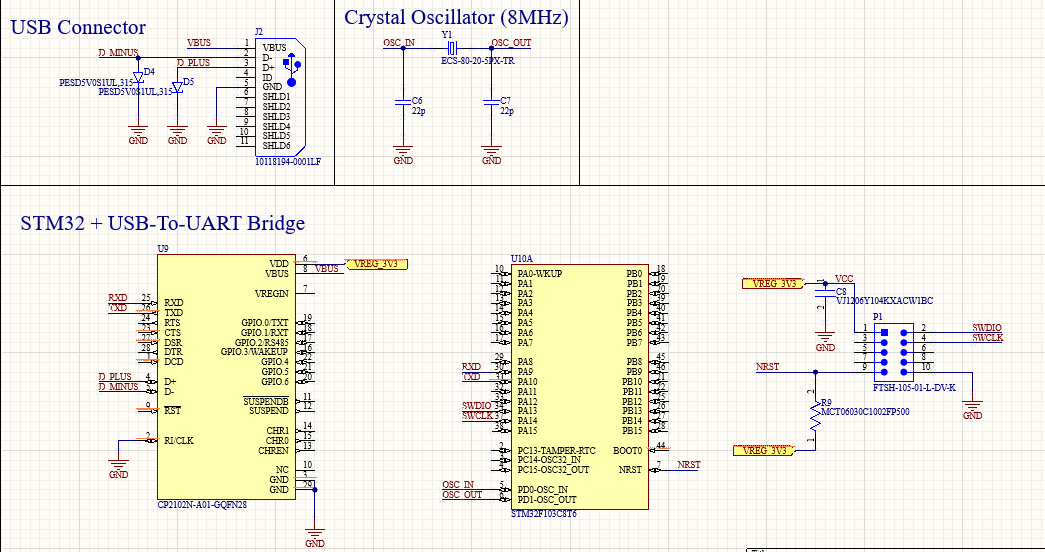 USB Connector
Crystal Oscillator (8MHz)
J2
VBUS
1
VBUS
D_MINUS
2
D-
D_PLUS
3
D+
4
ID
5
GND
6
SHLD1
7
SHLD2
8
SHLD3
9
SHLD4
10
SHLD5
11
SHLD6
10118194-0001LF
D4
PESD5V0S1UL,315
D5
PESD5V0S1UL,315
GND
GND
GND
OSC_IN
Y1
OSC_OUT
ECS-80-20-5PX-TR
C6
22p
C7
22p
GND
GND
STM32 + USB-To-UART Bridge
U9
VDD
6
VREG_3V3
VBUS
8
VBUS
VREGIN
7
RXD
25
RXD
TXD
26
TXD
24
RTS
23
CTS
27
DSR
28
DTR
1
DCD
GPIO.0/TXT
19
GPIO.1/RXT
GPIO.2/RS485
GPIO.3/WAKEUP
GPIO.4
GPIO.5
GPIO.6
D_PLUS
4
D+
D_MINUS
D-
9
RST
SUSPENDB
11
SUSPEND
12
2
RI/CLK
CHR1
14
CHR0
15
CHREN
13
NC
10
GND
3
GND
29
CP2102N-A01-GQFN28
GND
GND
U10A
10
PA0-WKUP
11
PA1
12
PA2
13
PA3
14
PA4
15
PA5
16
PA6
17
PA7
29
PA8
RXD
30
PA9
TXD
31
PA10
32
PA11
33
PA12
SWDIO
34
PA13
SWCLK
37
PA14
38
PA15
2
PC13-TAMPER-RTC
3
PC14-OSC32_IN
4
PC15-OSC32_OUT
OSC_IN
5
PD0-OSC_IN
OSC_OUT
6
PD1-OSC_OUT
PB0
18
PB1
19
PB2
20
PB3
39
PB4
40
PB5
41
PB6
42
PB7
43
PB8
45
PB9
46
PB10
21
PB11
22
PB12
25
PB13
26
PB14
27
PB15
28
BOOT0
44
NRST
7
NRST
STM32F103C8T6
VREG_3V3
VCC
1
C8
VJ1206Y104KXACW1BC
2
GND
P1
1
2
SWDIO
3
4
SWCLK
5
6
7
8
NRST
9
10
FTSH-105-01-L-DV-K
GND
2
R9
MCT06030C1002FP500
1
VREG_3V3